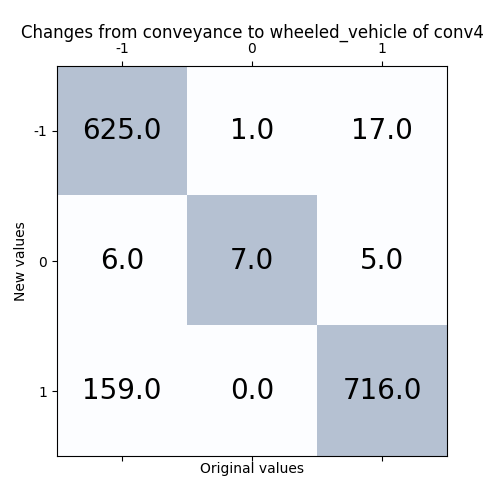 Changes from conveyance to wheeled_vehicle of conv4
-1 0 1
-1 625.0 1.0 17.0
0 6.0 7.0 5.0
1 159.0 0.0 716.0
New values
Original values